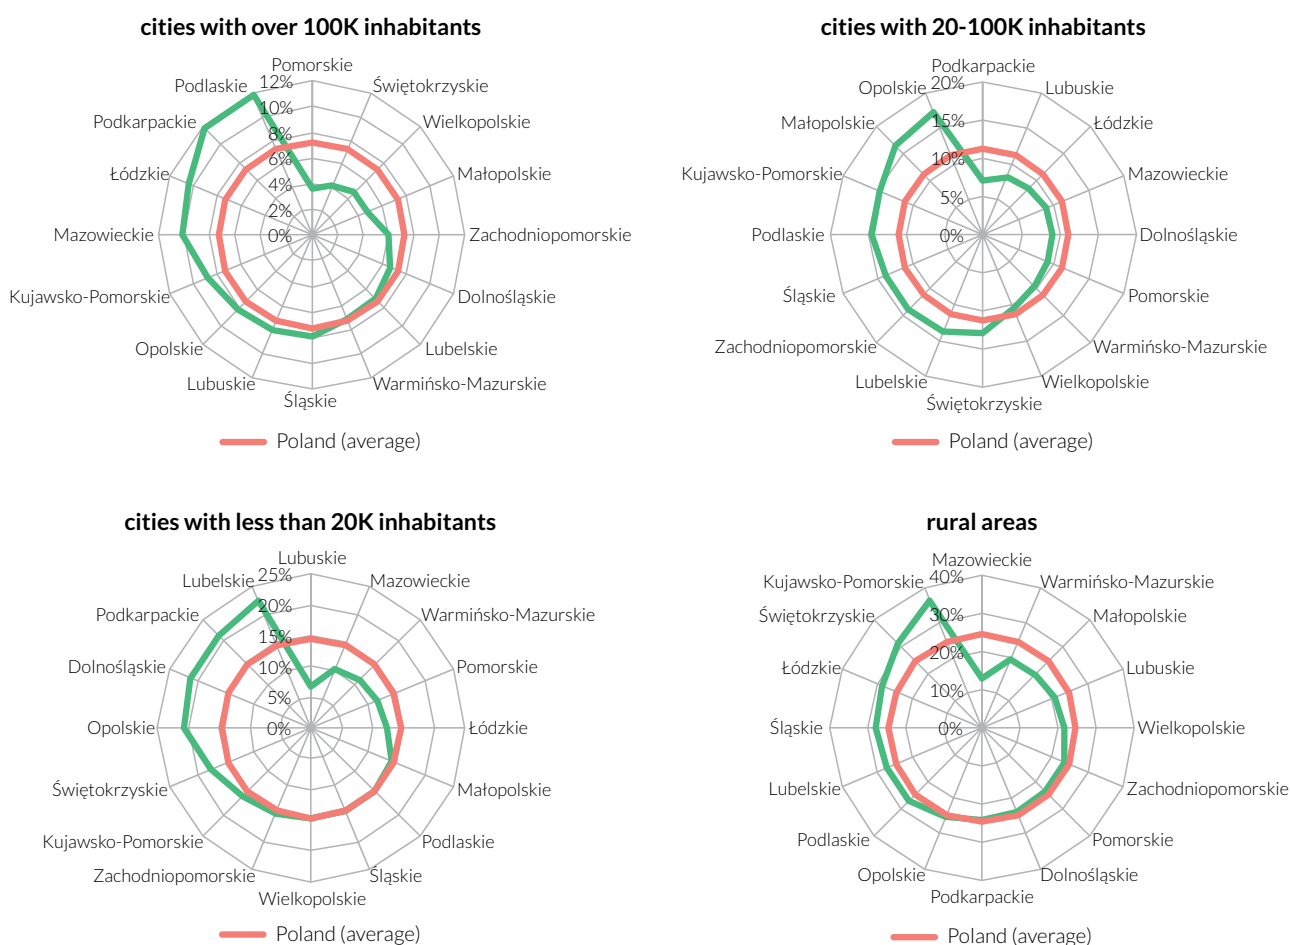 cities with over 100K inhabitants
Pomorskie
Świętokrzyskie
Wielkopolskie
Małopolskie
Zachodniopomorskie
Dolnośląskie
Lubelskie
Warmińsko-Mazurskie
Śląskie
Lubuskie
Opolskie
Kujawsko-Pomorskie
Mazowieckie
Łódzkie
Podkarpackie
Podlaskie
12%
10%
8%
6%
4%
2%
0%
Poland (average)
cities with 20-100K inhabitants
Podkarpackie
Lubuskie
Łódzkie
Mazowieckie
Dolnośląskie
Pomorskie
Warmińsko-Mazurskie
Wielkopolskie
Świętokrzyskie
Lubelskie
Zachodniopomorskie
Śląskie
Podlaskie
Kujawsko-Pomorskie
Małopolskie
Opolskie
20%
15%
10%
5%
0%
Poland (average)
cities with less than 20K inhabitants
Lubuskie
Mazowieckie
Warmińsko-Mazurskie
Pomorskie
Łódzkie
Małopolskie
Podlaskie
Śląskie
Wielkopolskie
Zachodniopomorskie
Kujawsko-Pomorskie
Świętokrzyskie
Opolskie
Dolnośląskie
Podkarpackie
Lubelskie
25%
20%
15%
10%
5%
0%
Poland (average)
rural areas
Mazowieckie
Warmińsko-Mazurskie
Małopolskie
Lubuskie
Wielkopolskie
Zachodniopomorskie
Pomorskie
Dolnośląskie
Podkarpackie
Opolskie
Podlaskie
Lubelskie
Śląskie
Łódzkie
Świętokrzyskie
Kujawsko-Pomorskie
40%
30%
20%
10%
0%
Poland (average)